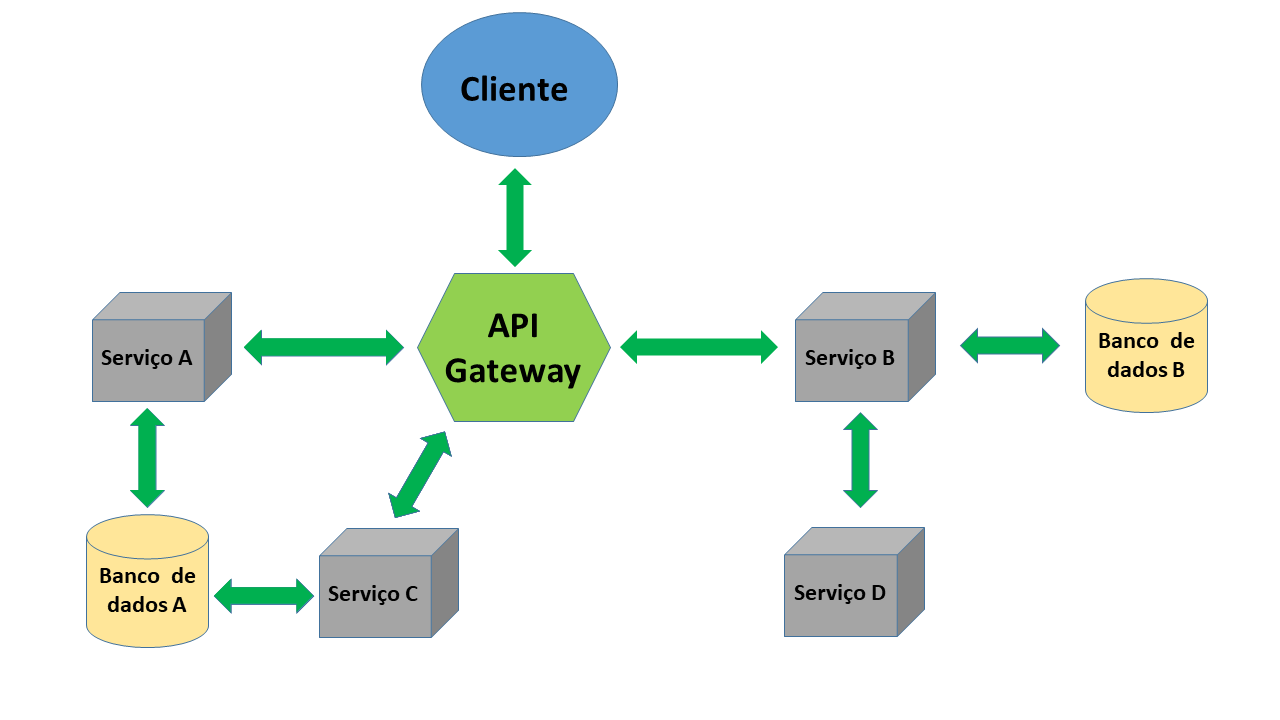 Cliente
API
Gateway
Serviço A
Serviço B
Banco de
dados B
Banco de
dados A
Serviço C
Serviço D